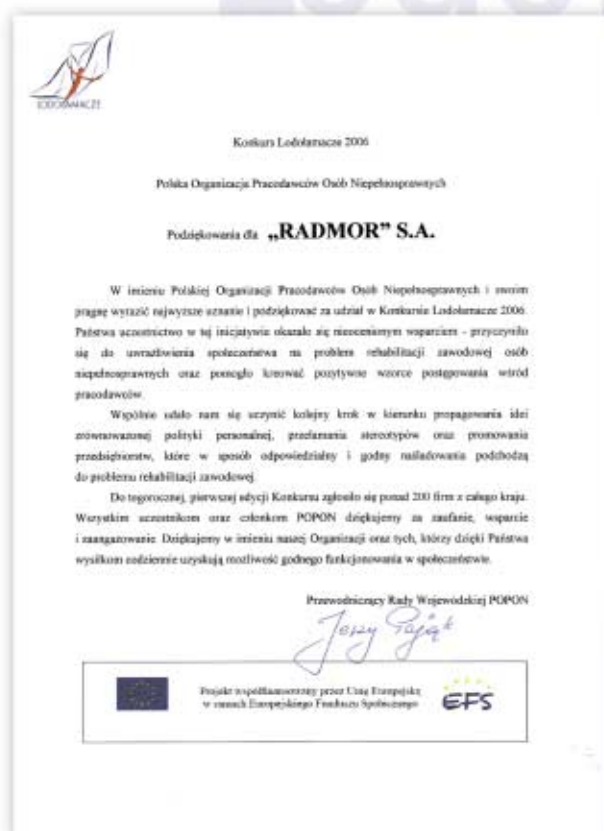 LODOŁAMACZE
Konkurs Lodołamacze 2006
Polska Organizacja Pracodawców Osób Niepełnosprawnych
Podziękowania dla „RADMOR” S.A.
W imieniu Polskiej Organizacji Pracodawców Osób Niepełnosprawnych i swoim
pragnę wyrazić najwyższe uznanie i podziękować za udział w Konkursie Lodołamacze 2006.
Państwa uczestnictwo w tej inicjatywie okazało się nieocenionym wsparciem - przyczyniło
się do uwrażliwienia społeczeństwa na problem rehabilitacji zawodowej osób
niepełnosprawnych oraz pomogło kreować pozytywne wzorce postępowania wśród
pracodawców.
Wspólnie udało nam się uczynić kolejny krok w kierunku propagowania idei
zrównoważonej polityki personalnej, przełamania stereotypów oraz promowania
przedsiębiorstw, które w sposób odpowiedzialny i godny naśladowania podchodzą
do problemu rehabilitacji zawodowej.
Do tegorocznej, pierwszej edycji Konkursu zgłosiło się ponad 200 firm z całego kraju.
Wszystkim uczestnikom oraz członkom POPON dziękujemy za zaufanie, wsparcie
i zaangażowanie. Dziękujemy w imieniu naszej Organizacji oraz tych, którzy dzięki Państwa
wysiłkom codziennie uzyskują możliwość godnego funkcjonowania w społeczeństwie.
Przewodniczący Rady Wojewódzkiej POPON
Jerzy Pająk
Projekt współfinansowany przez Unię Europejską
w ramach Europejskiego Funduszu Społecznego
EFS